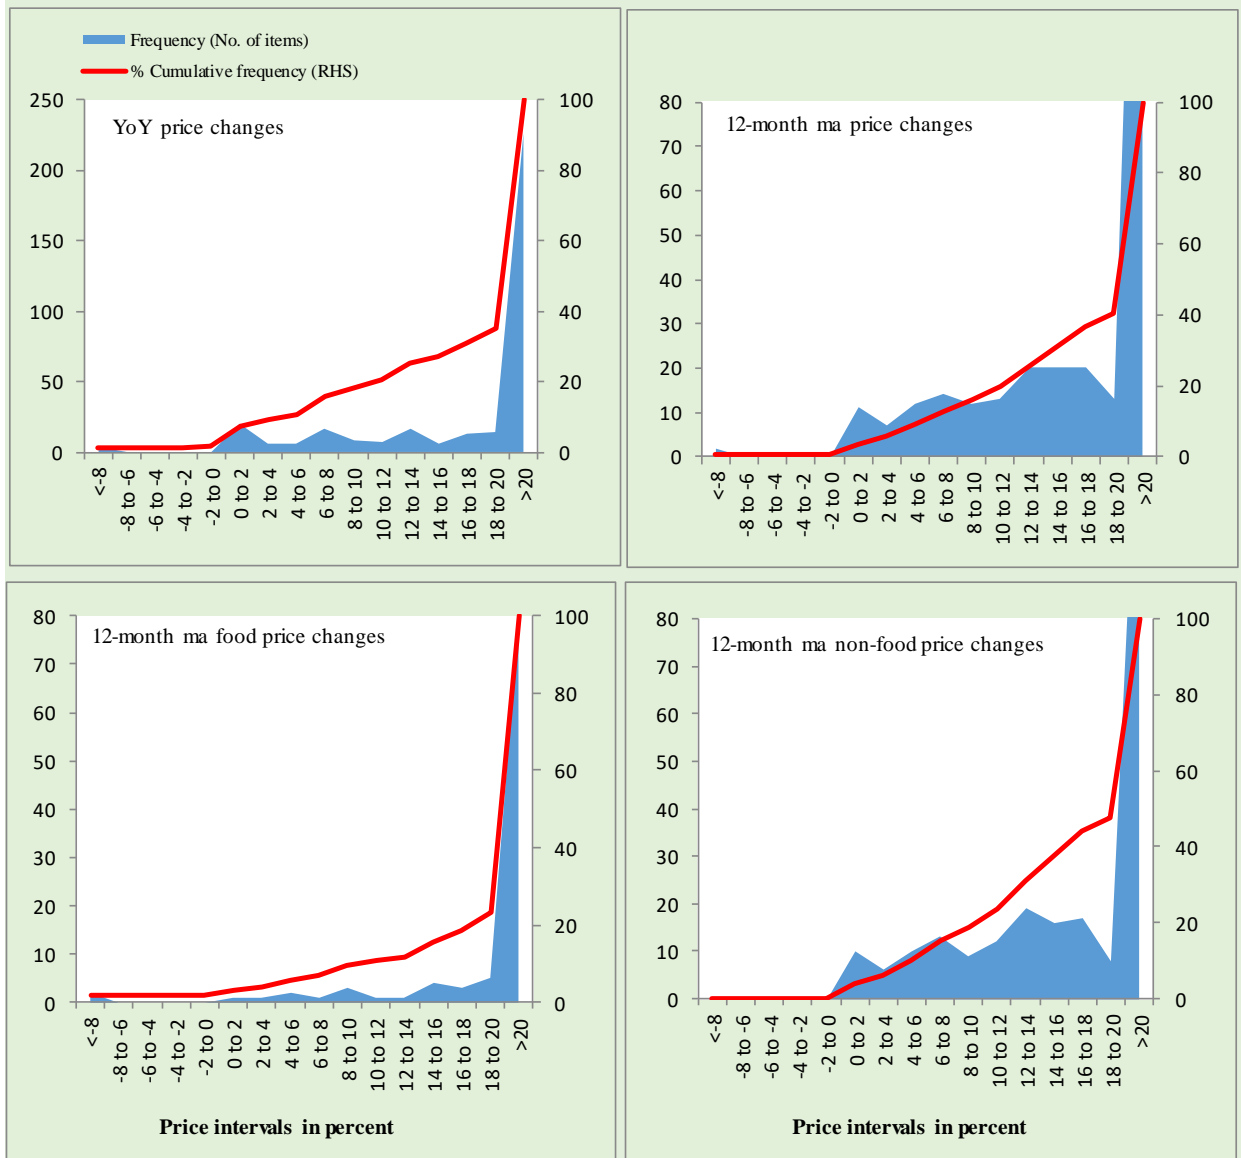 Frequency (No. of items)
% Cumulative frequency (RHS)
YoY price changes
250
200
150
100
50
0
100
80
60
40
20
0
<-8
-8 to -6
-6 to -4
-4 to -2
-2 to 0
0 to 2
2 to 4
4 to 6
6 to 8
8 to 10
10 to 12
12 to 14
14 to 16
16 to 18
18 to 20
>20
12-month ma price changes
80
70
60
50
40
30
20
10
0
100
80
60
40
20
0
<-8
-8 to -6
-6 to -4
-4 to -2
-2 to 0
0 to 2
2 to 4
4 to 6
6 to 8
8 to 10
10 to 12
12 to 14
14 to 16
16 to 18
18 to 20
>20
12-month ma food price changes
80
70
60
50
40
30
20
10
0
100
80
60
40
20
0
<-8
-8 to -6
-6 to -4
-4 to -2
-2 to 0
0 to 2
2 to 4
4 to 6
6 to 8
8 to 10
10 to 12
12 to 14
14 to 16
16 to 18
18 to 20
>20
Price intervals in percent
12-month ma non-food price changes
80
70
60
50
40
30
20
10
0
100
80
60
40
20
0
<-8
-8 to -6
-6 to -4
-4 to -2
-2 to 0
0 to 2
2 to 4
4 to 6
6 to 8
8 to 10
10 to 12
12 to 14
14 to 16
16 to 18
18 to 20
>20
Price intervals in percent